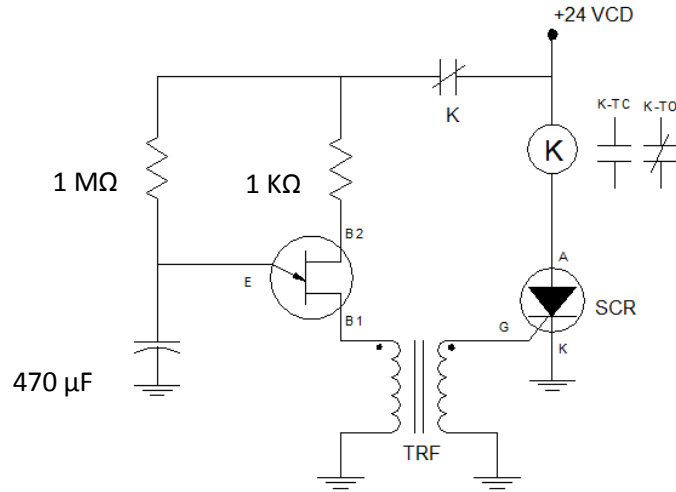 +24 VCD
K
K-TC K-TO
K
1 MΩ
1 KΩ
B2
E
A
SCR
B1
G
K
470 µF
TRF